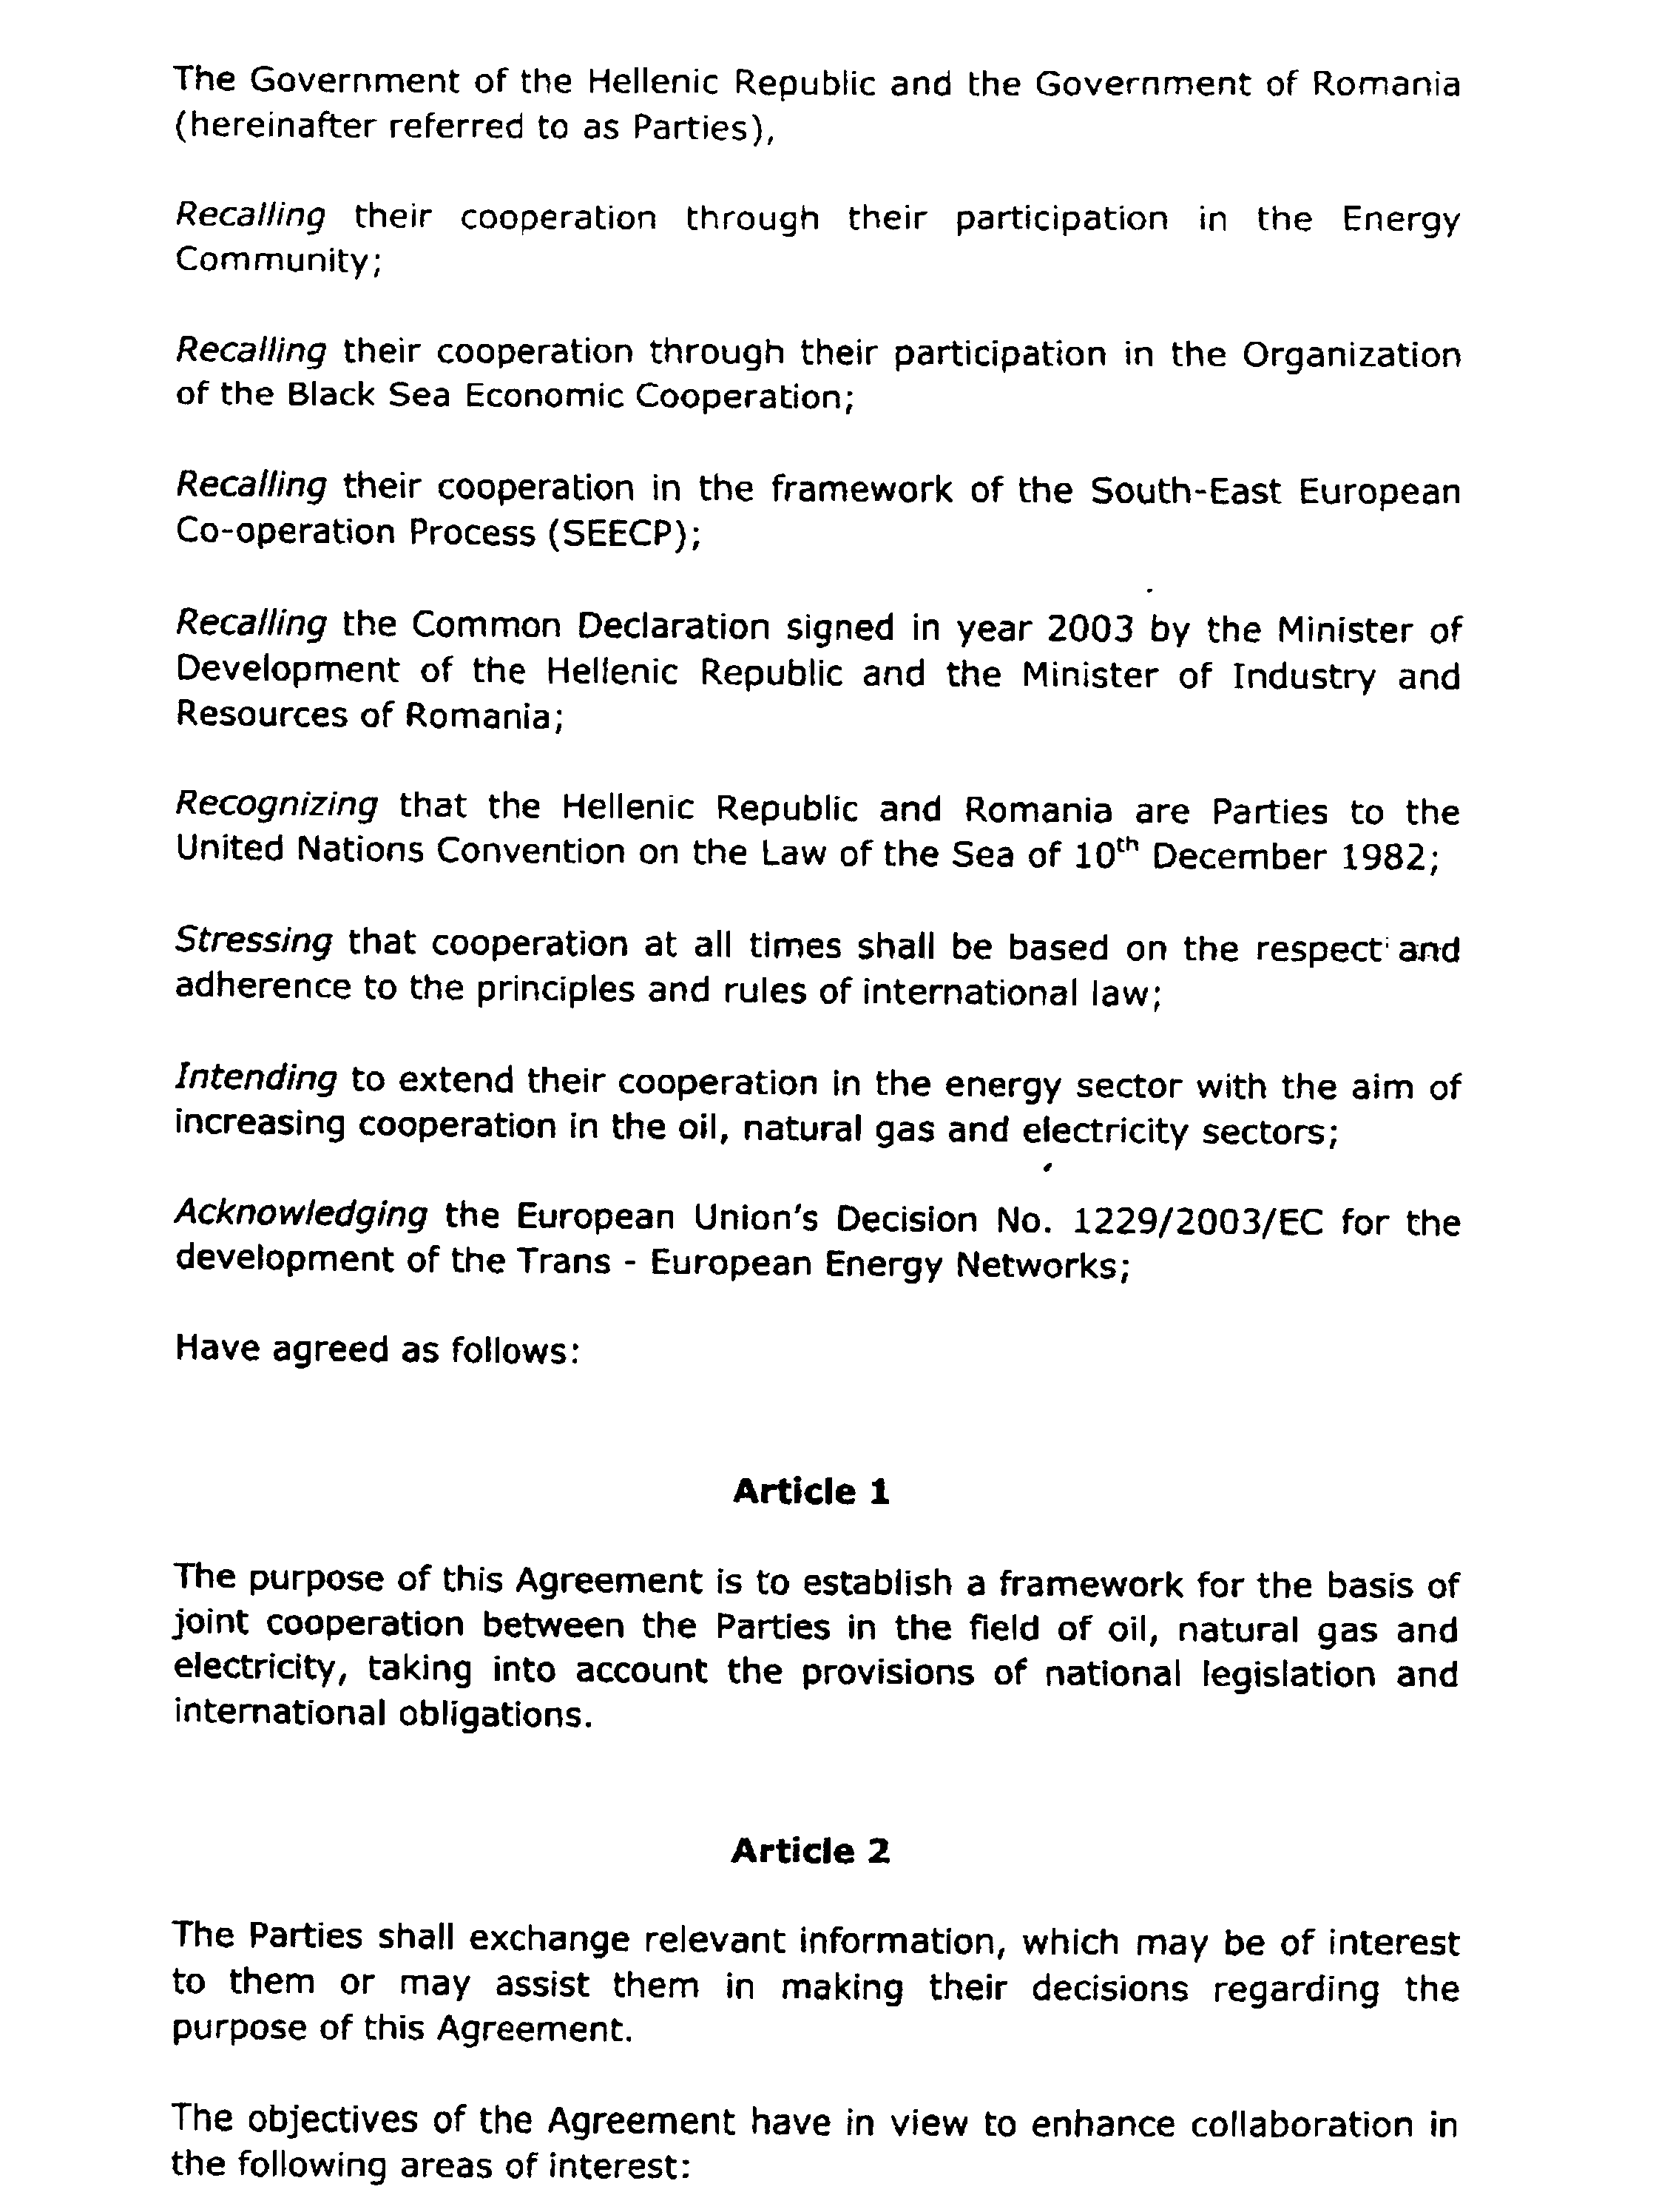 The Government of the Hellenic Republic and the Government of Romania
(hereinafter referred to as Parties),
Recalling their cooperation through their participation in the Energy
Community;
Recalling their cooperation through their participation in the Organization
of the Black Sea Economic Cooperation;
Recalling their cooperation in the framework of the South-East European
Co-operation Process (SEECP);
Recalling the Common Declaration signed in year 2003 by the Minister of
Development of the Hellenic Republic and the Minister of Industry and
Resources of Romania;
Recognizing that the Hellenic Republic and Romania are Parties to the
United Nations Convention on the Law of the Sea of 10th December 1982;
Stressing that cooperation at all times shall be based on the respect and
adherence to the principles and rules of international law;
Intending to extend their cooperation in the energy sector with the aim of
increasing cooperation in the oil, natural gas and electricity sectors;
Acknowledging the European Union's Decision No. 1229/2003/EC for the
development of the Trans - European Energy Networks;
Have agreed as follows:
Article 1
The purpose of this Agreement is to establish a framework for the basis of
joint cooperation between the Parties in the field of oil, natural gas and
electricity, taking into account the provisions of national legislation and
international obligations.
Article 2
The Parties shall exchange relevant information, which may be of interest
to them or may assist them in making their decisions regarding the
purpose of this Agreement.
The objectives of the Agreement have in view to enhance collaboration in
the following areas of interest: